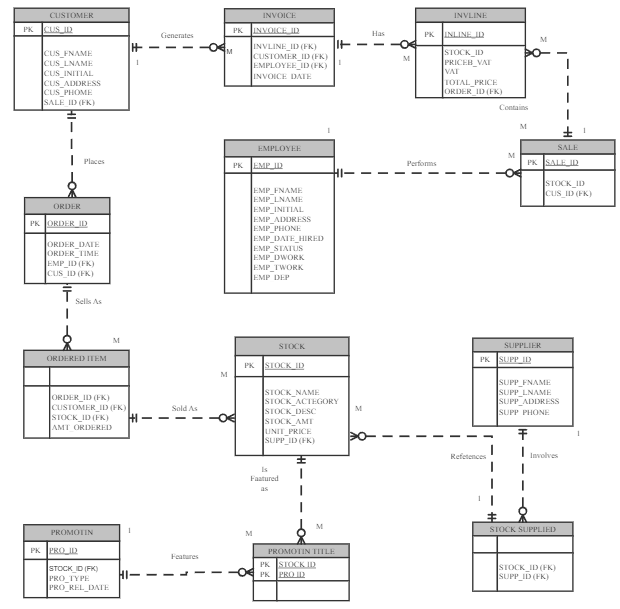 CUSTOMER
PK CUS_ID
CUS_FNAME
CUS_LNAME
CUS_INITIAL
CUS_ADDRESS
CUS_PHOME
SALE_ID (FK)
Generates
1
M
INVOICE
PK INVOICE_ID
INVLINE_ID (FK)
CUSTOMER_ID (FK)
EMPLOYEE_ID (FK)
INVOICE_DATE
Has
1
M
INVLINE
PK INLINE_ID
STOCK_ID
PRICEB_VAT
VAT
TOTAL_PRICE
ORDER_ID (FK)
M
Contains
M
1
1
EMPLOYEE
PK EMP_ID
EMP_FNAME
EMP_LNAME
EMP_INITIAL
EMP_ADDRESS
EMP_PHONE
EMP_DATE_HIRED
EMP_STATUS
EMP_DWORK
EMP_TWORK
EMP_DEP
Performs
M
SALE
PK SALE_ID
STOCK_ID
CUS_ID (FK)
Places
ORDER
PK ORDER_ID
ORDER_DATE
ORDER_TIME
EMP_ID (FK)
CUS_ID (FK)
Sells As
M
ORDERED ITEM
ORDER_ID (FK)
CUSTOMER_ID (FK)
STOCK_ID (FK)
AMT_ORDERED
Sold As
M
STOCK
PK STOCK_ID
STOCK_NAME
STOCK_ACTEGORY
STOCK_DESC
STOCK_AMT
UNIT_PRICE
SUPP_ID (FK)
M
SUPPLIER
PK SUPP_ID
SUPP_FNAME
SUPP_LNAME
SUPP_ADDRESS
SUPP_PHONE
1
Refetences
Involves
1
STOCK SUPPLIED
STOCK_ID (FK)
SUPP_ID (FK)
Is
Faatured
as
M
M
PROMOTIN
1
PK PRO_ID
STOCK_ID (FK)
PRO_TYPE
PRO_REL_DATE
Features
PROMOTIN TITLE
PK STOCK ID
PK PRO ID